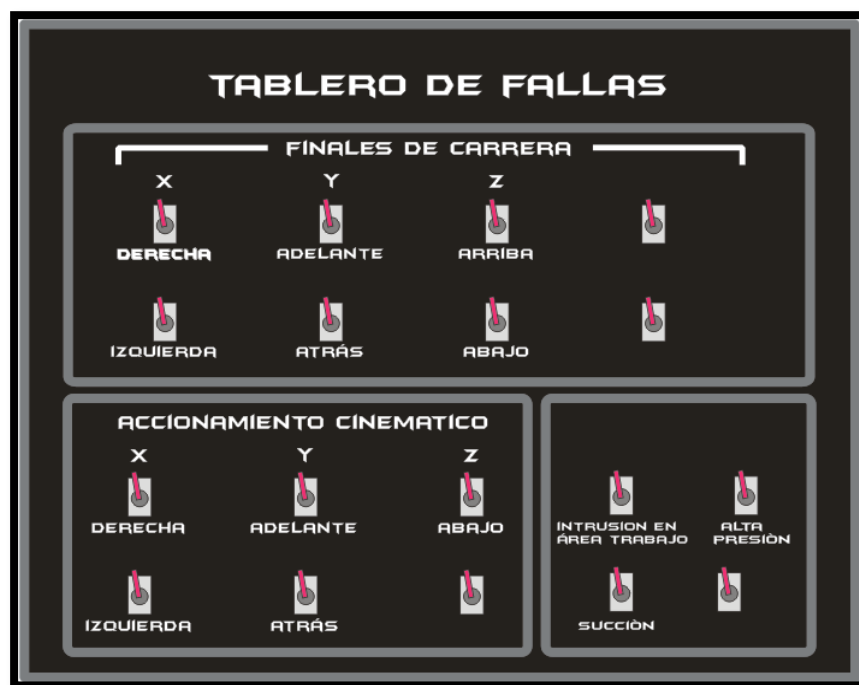 TABLERO DE FALLAS
FINALES DE CARRERA
X Y Z
DERECHA ADELANTE ARRIBA
IZQUIERDA ATRÁS ABAJO
ACCIONAMIENTO CINEMATICO
X Y Z
DERECHA ADELANTE ABAJO
IZQUIERDA ATRÁS
INTRUSION EN
ÁREA TRABAJO
ALTA
PRESIÒN
SUCCIÒN